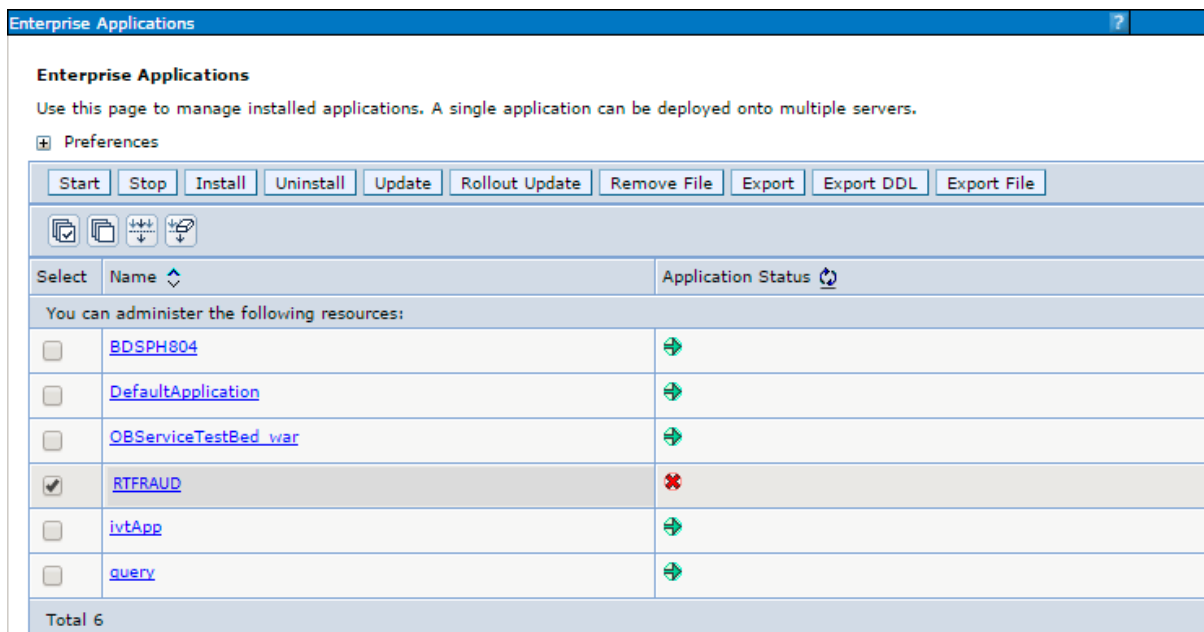 Enterprise Applications ?
Enterprise Applications
Use this page to manage installed applications. A single application can be deployed onto multiple servers.
Preferences
Start Stop Install Uninstall Update Rollout Update Remove File Export Export DDL Export File
Select Name Application Status
You can administer the following resources:
BDSPH804
DefaultApplication
OBServiceTestBed_war
RTFRAUD
ivtApp
query
Total 6